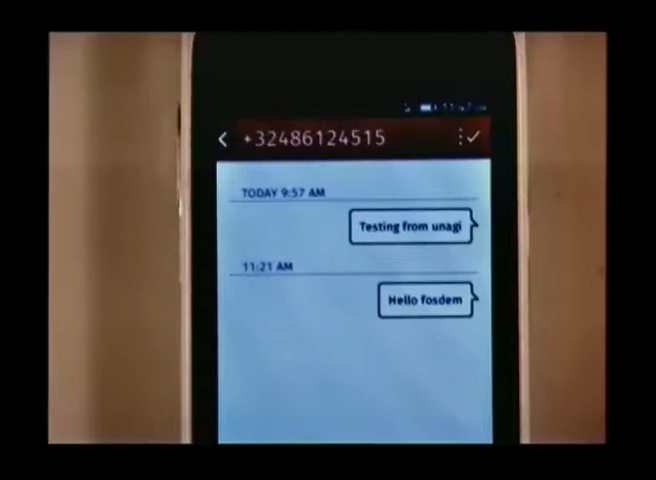 +32486124515
TODAY 9:57 AM
Testing from unagi
11:21 AM
Hello fosdem